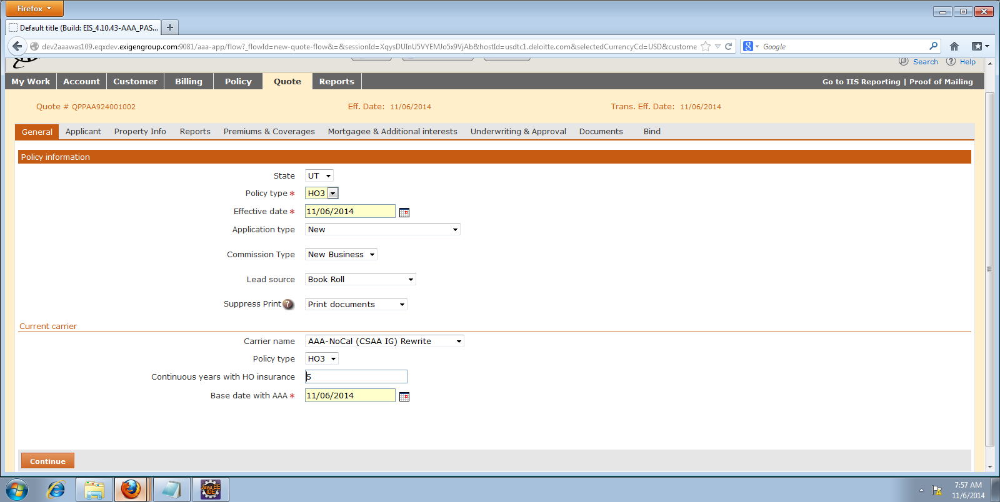 Firefox
Default title (Build: EIS_4.10.43-AAA_PAS...
dev2aaawas109.eqxdev.exigengroup.com:9081/aaa-app/flow?_flowId=new-quote-flow&=&sessionId=XqysDUInU5VYEMJo5x9VjAb&hostId=usdtc1.deloitte.com&selectedCurrencyCd=USD&custome
Google
Search Help
My Work Account Customer Billing Policy Quote Reports Go to IIS Reporting | Proof of Mailing
Quote # QPPAA924001002 Eff. Date: 11/06/2014 Trans. Eff. Date: 11/06/2014
General Applicant Property Info Reports Premiums & Coverages Mortgagee & Additional interests Underwriting & Approval Documents Bind
Policy information
State UT
Policy type * HO3
Effective date * 11/06/2014
Application type New
Commission Type New Business
Lead source Book Roll
Suppress Print ? Print documents
Current carrier
Carrier name AAA-NoCal (CSAA IG) Rewrite
Policy type HO3
Continuous years with HO insurance 5
Base date with AAA * 11/06/2014
Continue
Java EE
IDE
7:57 AM
11/6/2014